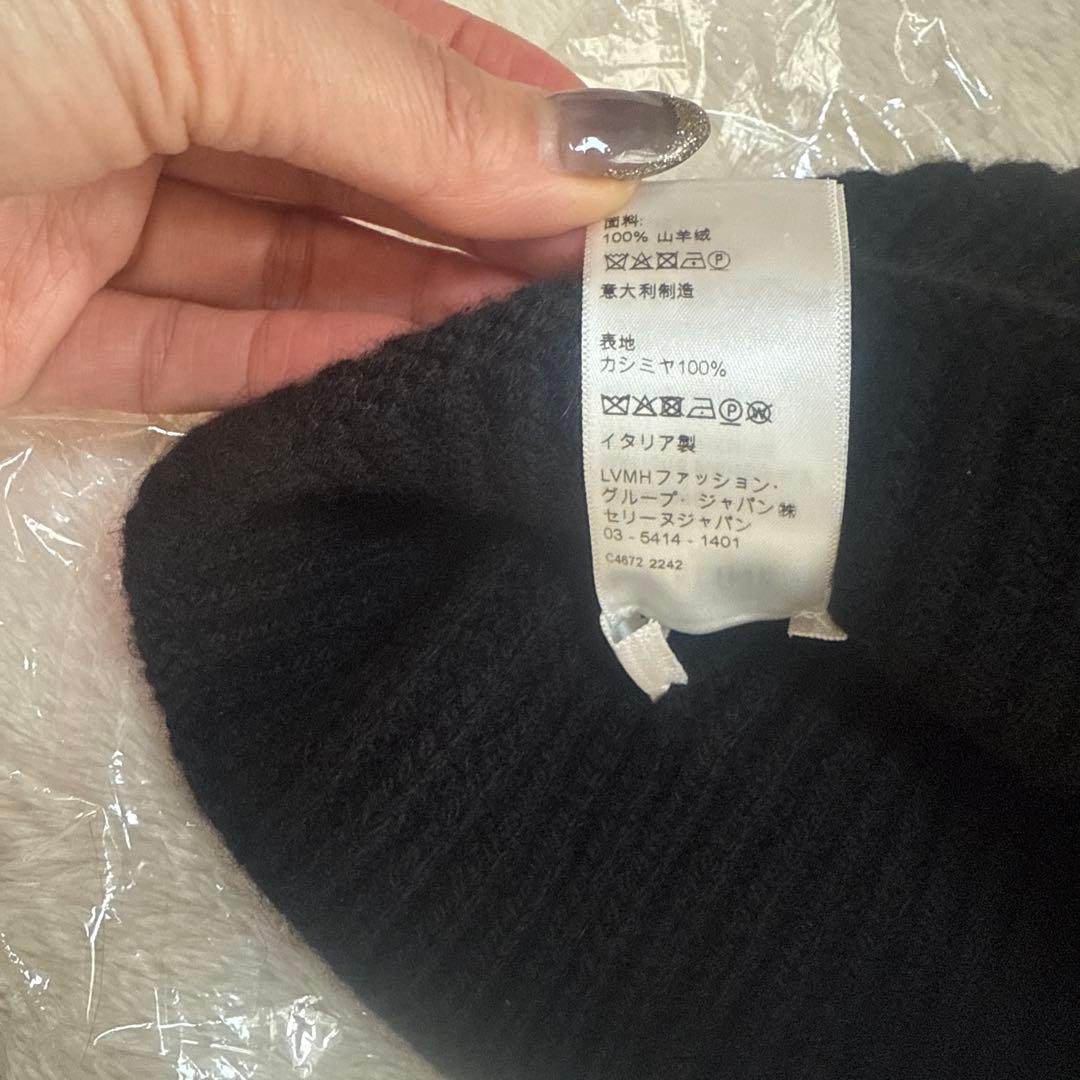 面料:
100% 山羊绒
意大利制造
表地
カシミヤ100%
イタリア製
LVMHファッション・
グループ・ジャパン㈱
セリーヌジャパン
03 - 5414 - 1401
C4672 2242